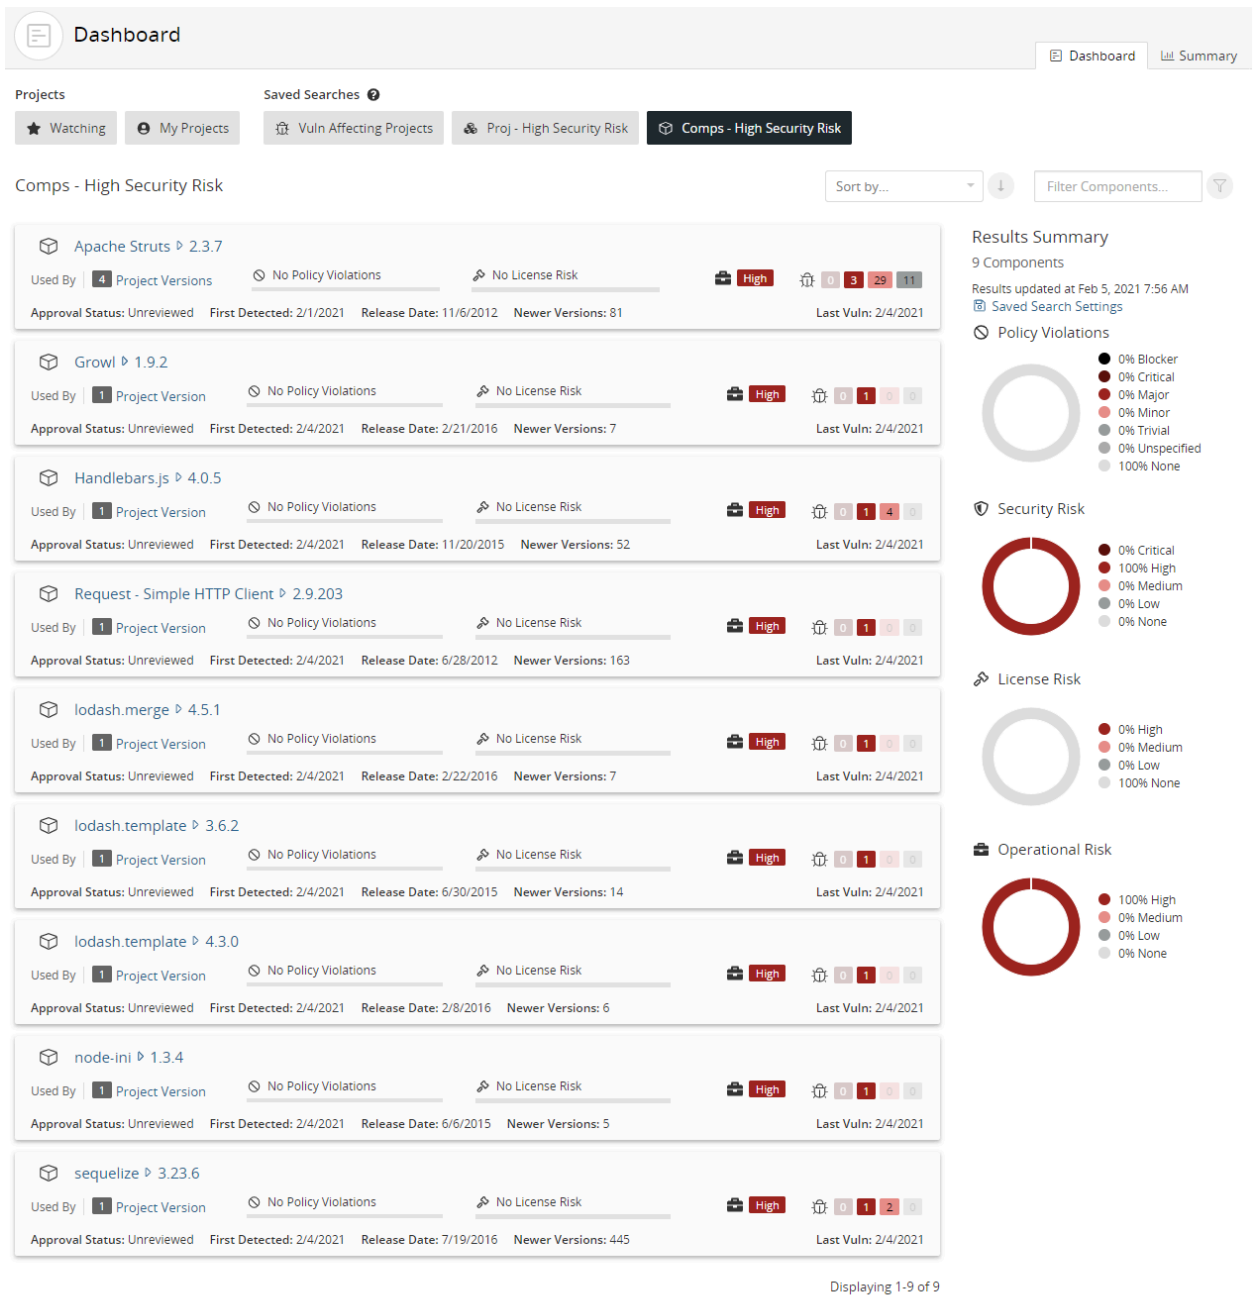 Dashboard
Dashboard Summary
Projects Saved Searches
Watching My Projects Vuln Affecting Projects Proj - High Security Risk Comps - High Security Risk
Comps - High Security Risk Sort by... Filter Components...
Apache Struts 2.3.7
Used By 4 Project Versions No Policy Violations No License Risk High 0 3 29 11
Approval Status: Unreviewed First Detected: 2/1/2021 Release Date: 11/6/2012 Newer Versions: 81 Last Vuln: 2/4/2021
Growl 1.9.2
Used By 1 Project Version No Policy Violations No License Risk High 0 1 0 0
Approval Status: Unreviewed First Detected: 2/4/2021 Release Date: 2/21/2016 Newer Versions: 7 Last Vuln: 2/4/2021
Handlebars.js 4.0.5
Used By 1 Project Version No Policy Violations No License Risk High 0 1 4 0
Approval Status: Unreviewed First Detected: 2/4/2021 Release Date: 11/20/2015 Newer Versions: 52 Last Vuln: 2/4/2021
Request - Simple HTTP Client 2.9.203
Used By 1 Project Version No Policy Violations No License Risk High 0 1 0 0
Approval Status: Unreviewed First Detected: 2/4/2021 Release Date: 6/28/2012 Newer Versions: 163 Last Vuln: 2/4/2021
lodash.merge 4.5.1
Used By 1 Project Version No Policy Violations No License Risk High 0 1 0 0
Approval Status: Unreviewed First Detected: 2/4/2021 Release Date: 2/22/2016 Newer Versions: 7 Last Vuln: 2/4/2021
lodash.template 3.6.2
Used By 1 Project Version No Policy Violations No License Risk High 0 1 0 0
Approval Status: Unreviewed First Detected: 2/4/2021 Release Date: 6/30/2015 Newer Versions: 14 Last Vuln: 2/4/2021
lodash.template 4.3.0
Used By 1 Project Version No Policy Violations No License Risk High 0 1 0 0
Approval Status: Unreviewed First Detected: 2/4/2021 Release Date: 2/8/2016 Newer Versions: 6 Last Vuln: 2/4/2021
node-ini 1.3.4
Used By 1 Project Version No Policy Violations No License Risk High 0 1 0 0
Approval Status: Unreviewed First Detected: 2/4/2021 Release Date: 6/6/2015 Newer Versions: 5 Last Vuln: 2/4/2021
sequelize 3.23.6
Used By 1 Project Version No Policy Violations No License Risk High 0 1 2 0
Approval Status: Unreviewed First Detected: 2/4/2021 Release Date: 7/19/2016 Newer Versions: 445 Last Vuln: 2/4/2021
Displaying 1-9 of 9
Results Summary
9 Components
Results updated at Feb 5, 2021 7:56 AM
Saved Search Settings
Policy Violations
0% Blocker
0% Critical
0% Major
0% Minor
0% Trivial
0% Unspecified
100% None
Security Risk
0% Critical
100% High
0% Medium
0% Low
0% None
License Risk
0% High
0% Medium
0% Low
100% None
Operational Risk
100% High
0% Medium
0% Low
0% None